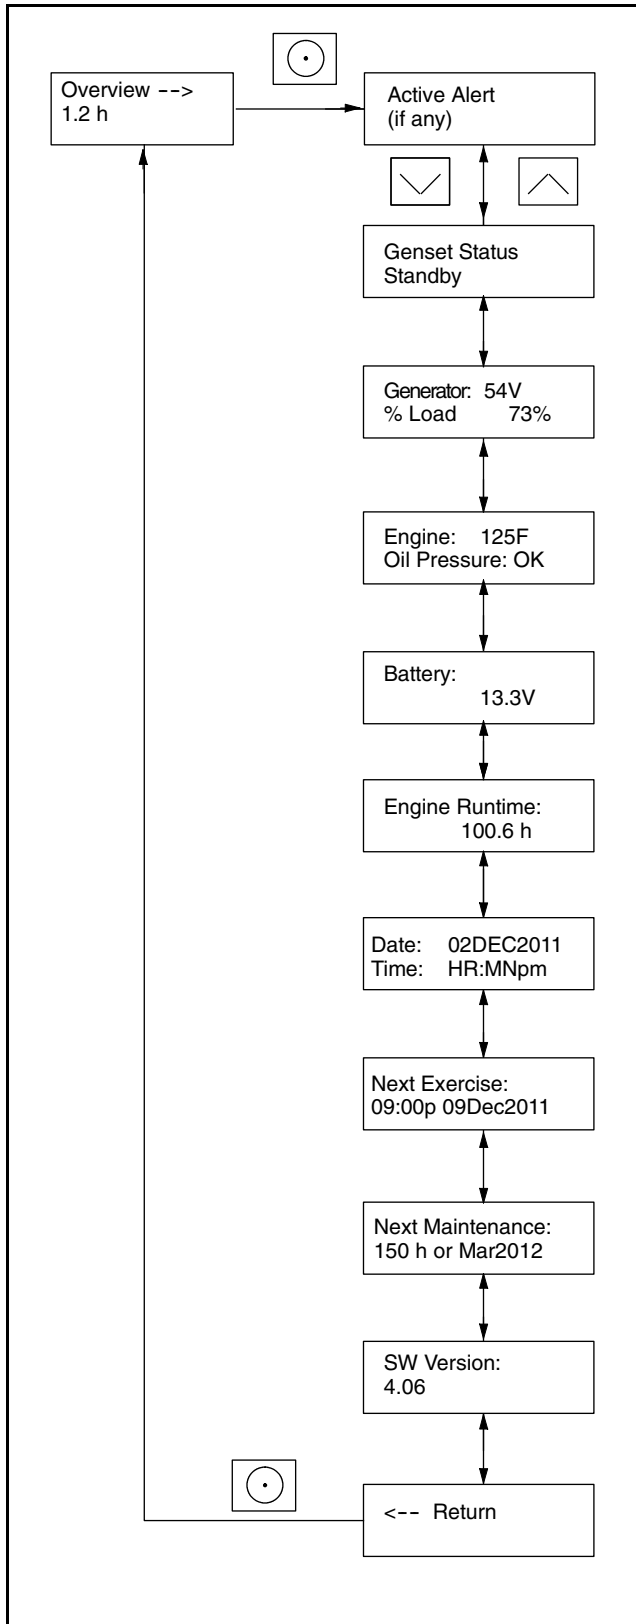 Overview -->
1.2 h
Active Alert
(if any)
Genset Status
Standby
Generator: 54V
% Load 73%
Engine: 125F
Oil Pressure: OK
Battery:
13.3V
Engine Runtime:
100.6 h
Date: 02DEC2011
Time: HR:MNpm
Next Exercise:
09:00p 09Dec2011
Next Maintenance:
150 h or Mar2012
SW Version:
4.06
<-- Return